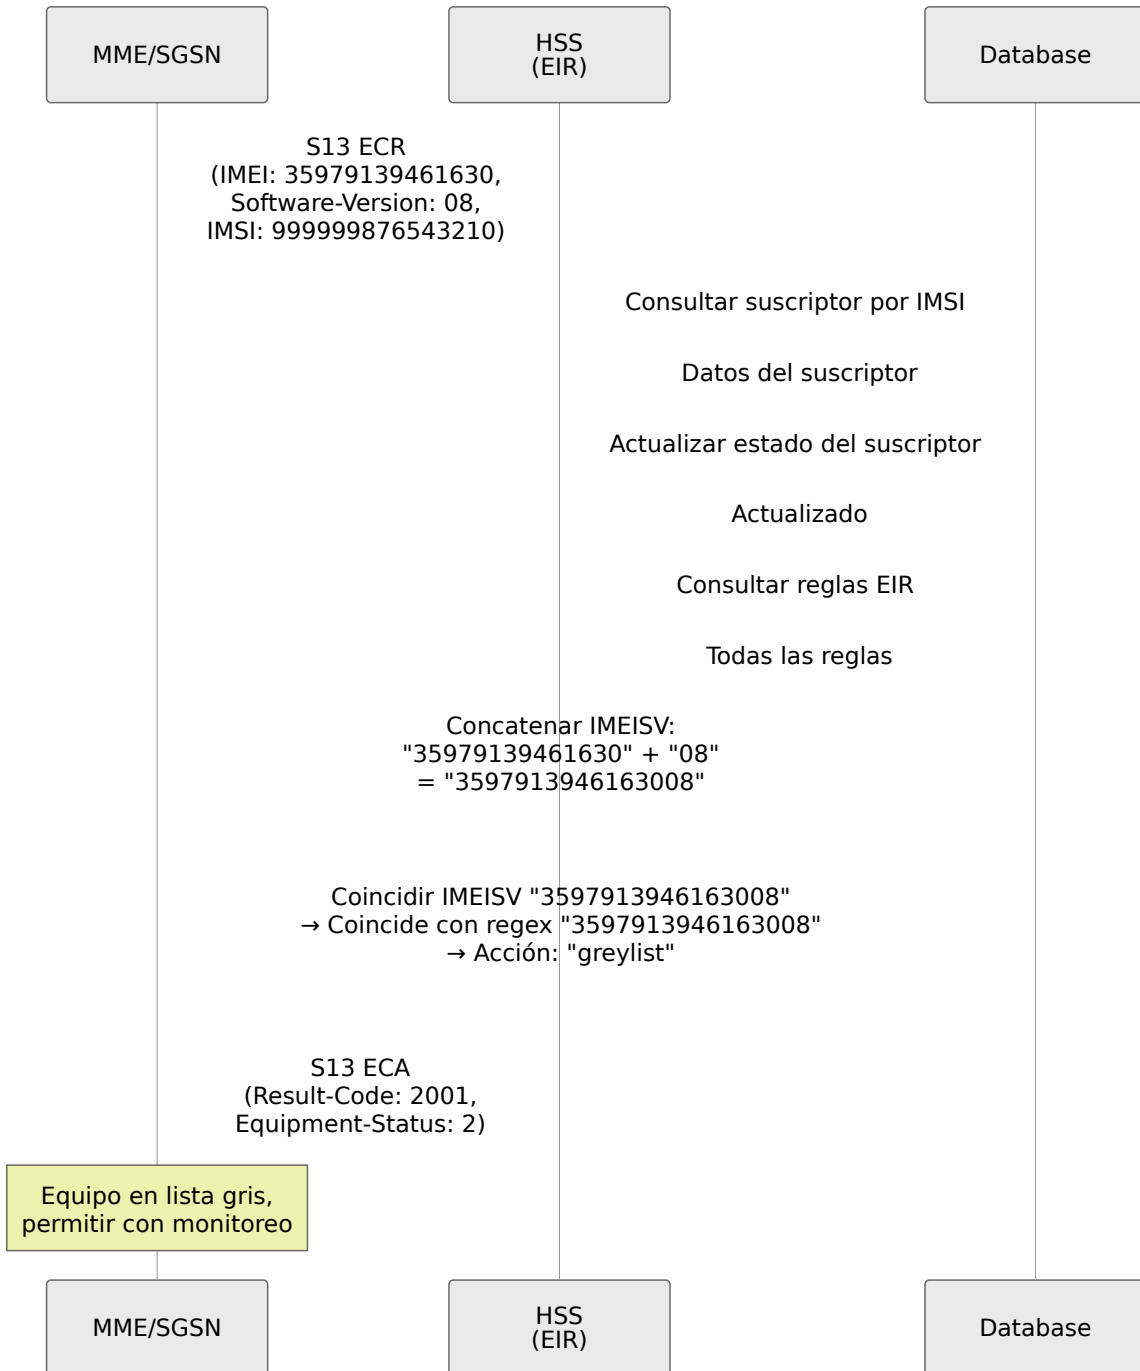 MME/SGSN
HSS
(EIR)
Database
S13 ECR
(IMEI: 35979139461630,
Software-Version: 08,
IMSI: 999999876543210)
Consultar suscriptor por IMSI
Datos del suscriptor
Actualizar estado del suscriptor
Actualizado
Consultar reglas EIR
Todas las reglas
Concatenar IMEISV:
"35979139461630" + "08"
= "3597913946163008"
Coincidir IMEISV "3597913946163008"
→ Coincide con regex "3597913946163008"
→ Acción: "greylist"
S13 ECA
(Result-Code: 2001,
Equipment-Status: 2)
Equipo en lista gris,
permitir con monitoreo
MME/SGSN
HSS
(EIR)
Database